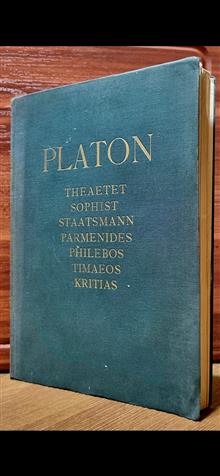 PLATON
THEAETET
SOPHIST
STAATSMANN
PARMENIDES
PHILEBOS
TIMAEOS
KRITIAS